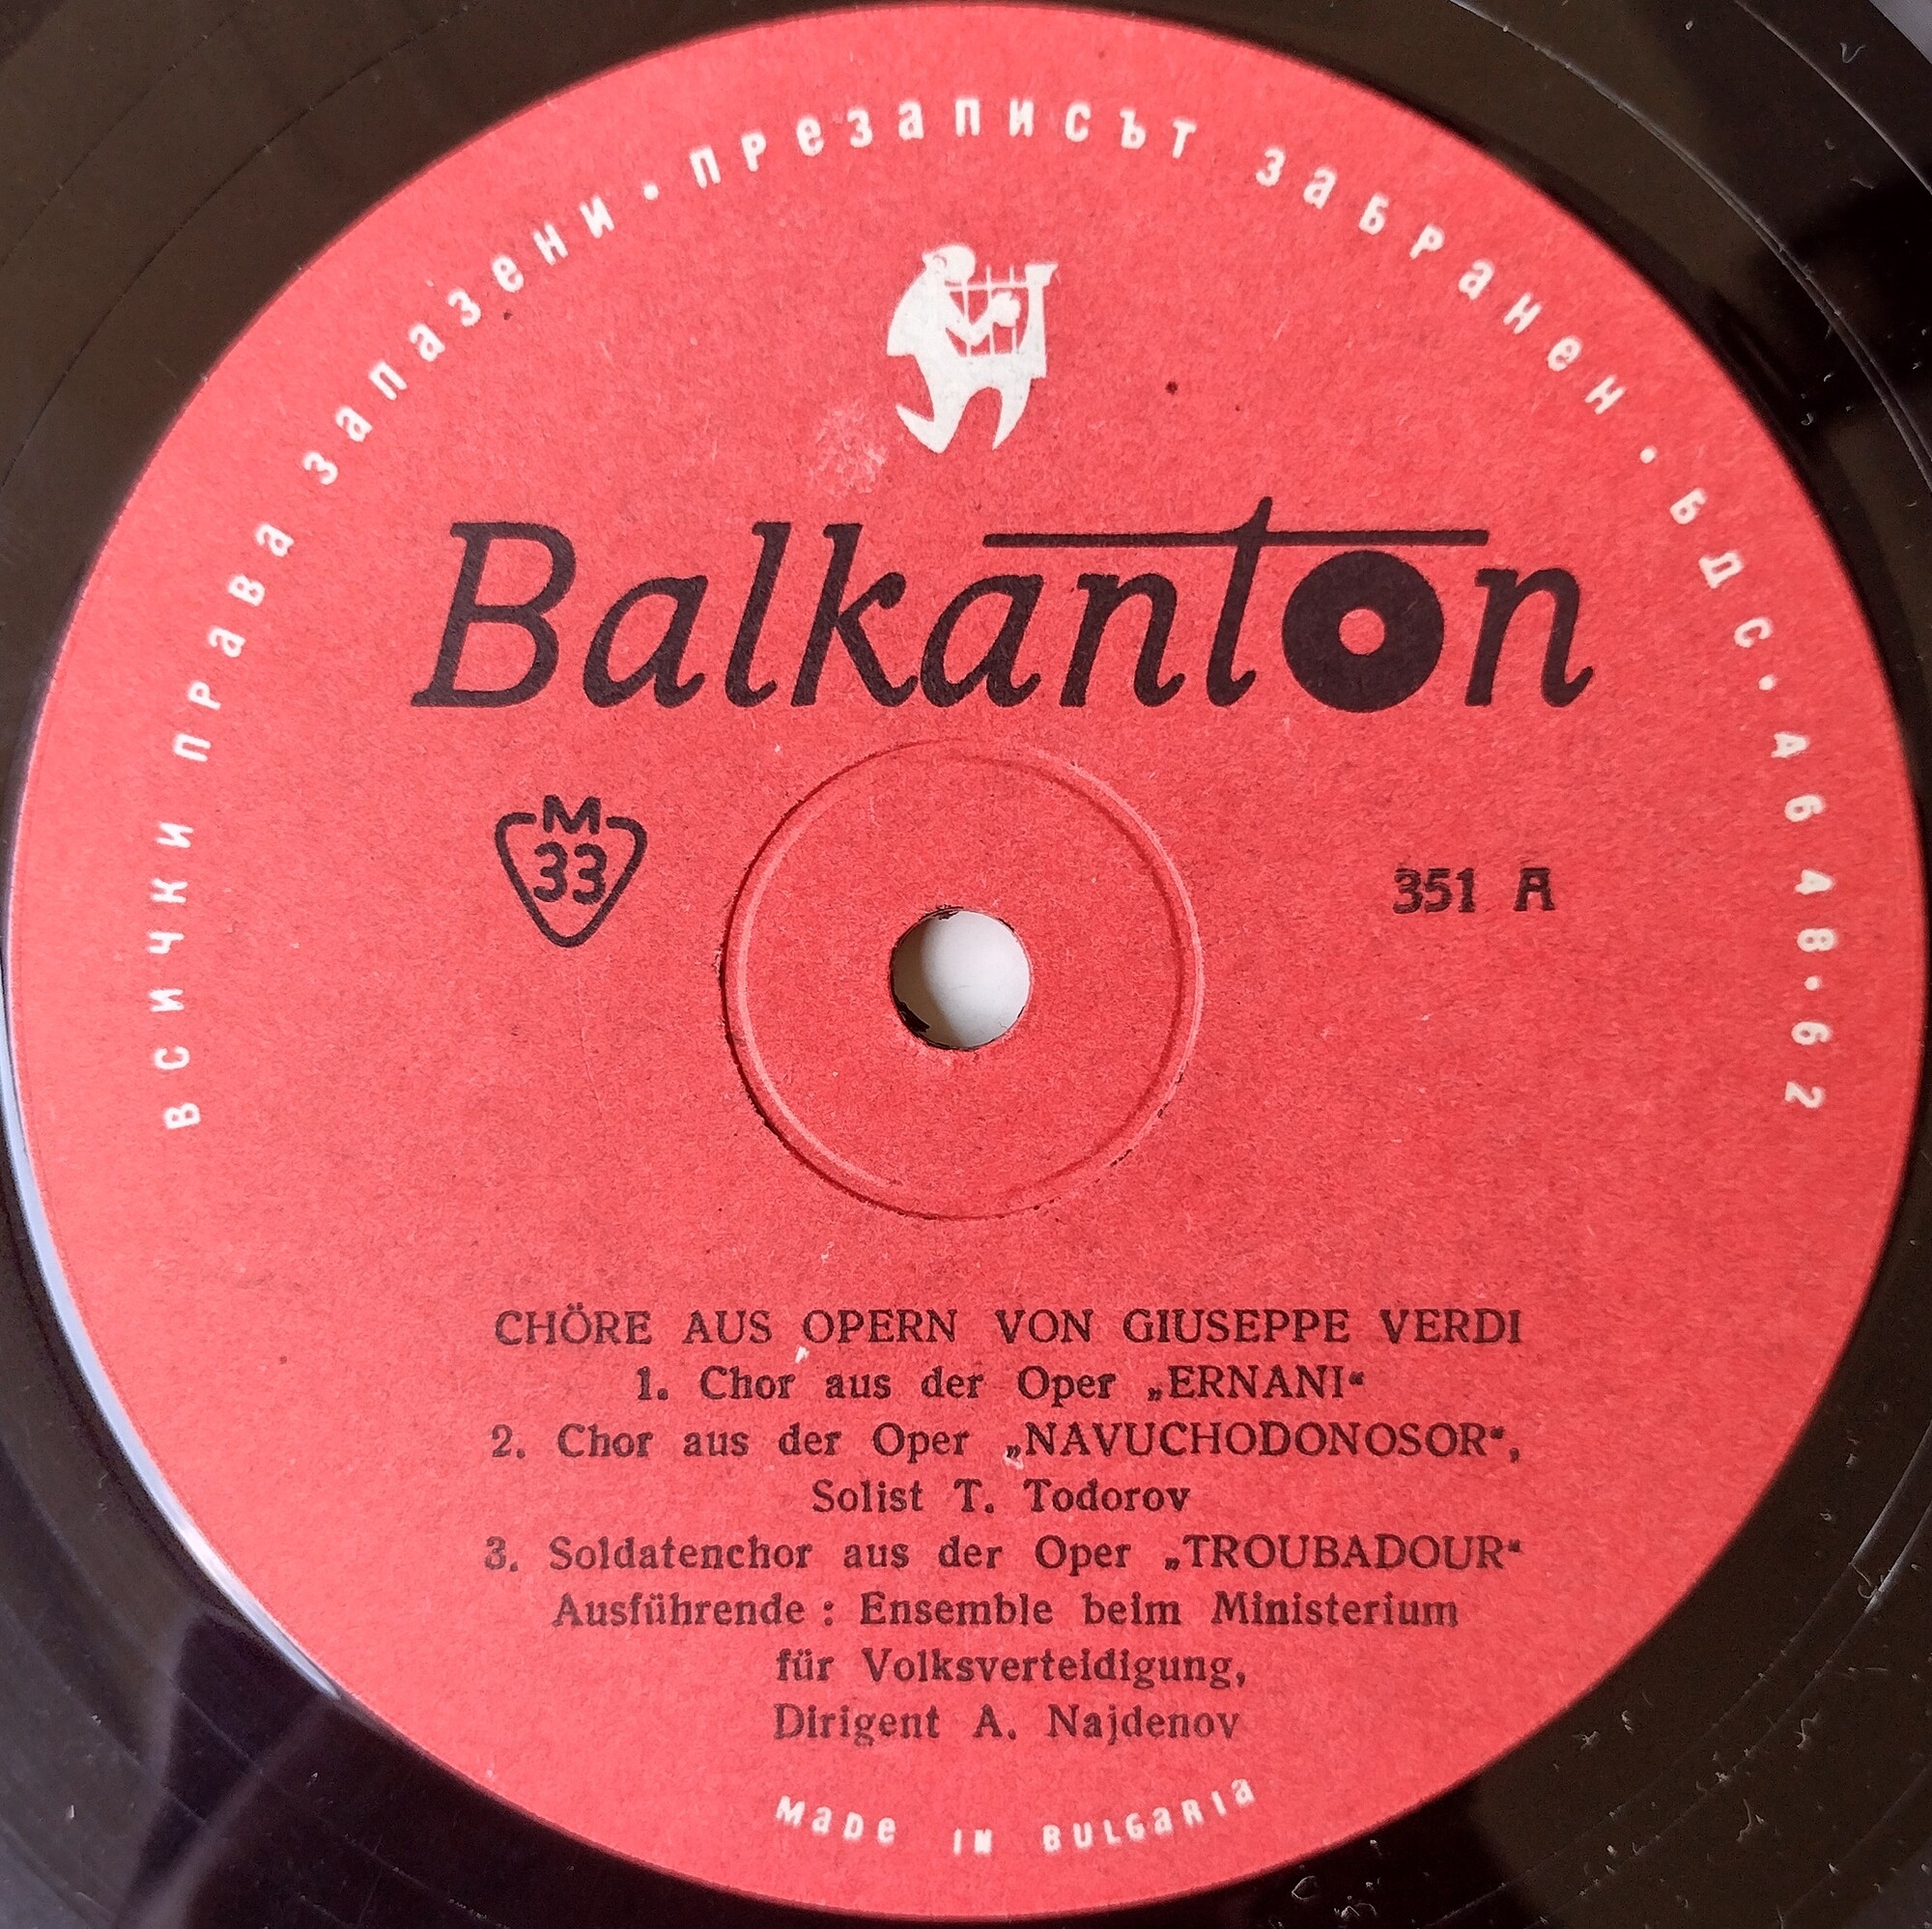 ВСИЧКИ ПРАВА ЗАПАЗЕНИ · ПРЕЗАПИСЪТ ЗАБРАНЕН · БДС · 4648 · 62
Balkanton
M
33
351 A
CHÖRE AUS OPERN VON GIUSEPPE VERDI
1. Chor aus der Oper „ERNANI“
2. Chor aus der Oper „NAVUCHODONOSOR“,
Solist T. Todorov
3. Soldatenchor aus der Oper „TROUBADOUR“
Ausführende : Ensemble beim Ministerium
für Volksverteidigung,
Dirigent A. Najdenov
MADE IN BULGARIA